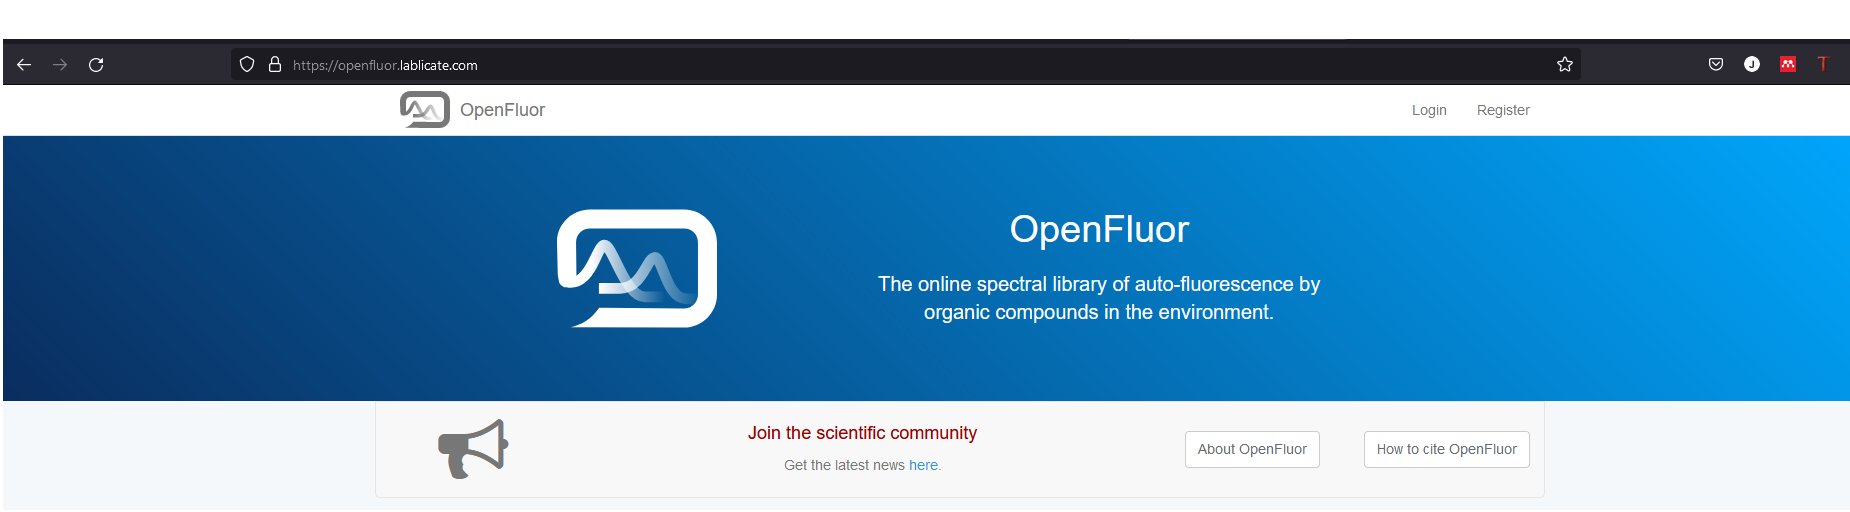 https://openfluor.lablicate.com
J
OpenFluor
Login
Register
OpenFluor
The online spectral library of auto-fluorescence by
organic compounds in the environment.
Join the scientific community
Get the latest news here.
About OpenFluor
How to cite OpenFluor